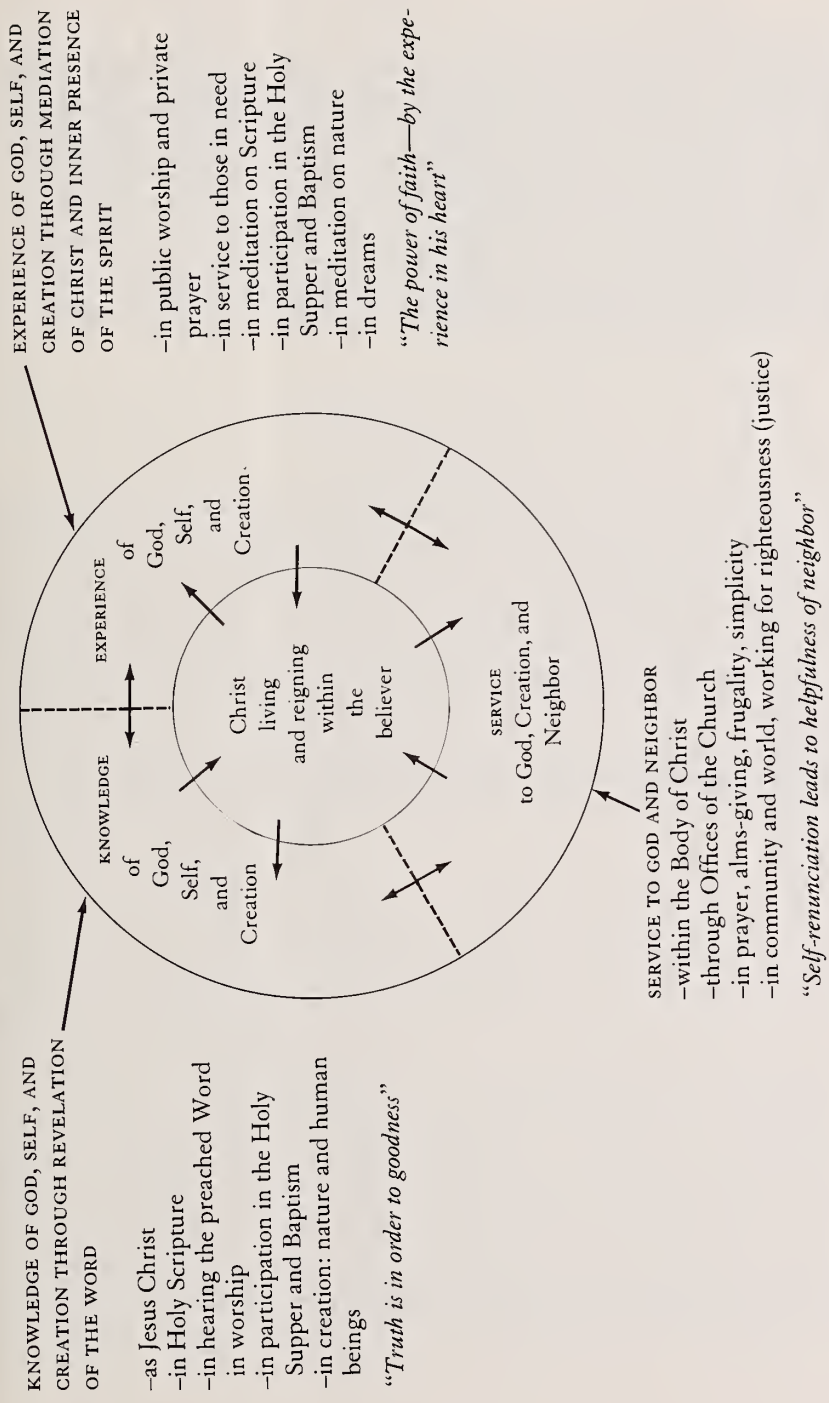 KNOWLEDGE OF GOD, SELF, AND
CREATION THROUGH REVELATION
OF THE WORD
–as Jesus Christ
–in Holy Scripture
–in hearing the preached Word
in worship
–in participation in the Holy
Supper and Baptism
–in creation: nature and human
beings
“Truth is in order to goodness”
KNOWLEDGE
of
God,
Self,
and
Creation
EXPERIENCE
of
God,
Self,
and
Creation.
Christ
living
and reigning
within
the
believer
SERVICE
to God, Creation, and
Neighbor
EXPERIENCE OF GOD, SELF, AND
CREATION THROUGH MEDIATION
OF CHRIST AND INNER PRESENCE
OF THE SPIRIT
–in public worship and private
prayer
–in service to those in need
–in meditation on Scripture
–in participation in the Holy
Supper and Baptism
–in meditation on nature
–in dreams
“The power of faith—by the expe-
rience in his heart”
SERVICE TO GOD AND NEIGHBOR
–within the Body of Christ
–through Offices of the Church
–in prayer, alms-giving, frugality, simplicity
–in community and world, working for righteousness (justice)
“Self-renunciation leads to helpfulness of neighbor”